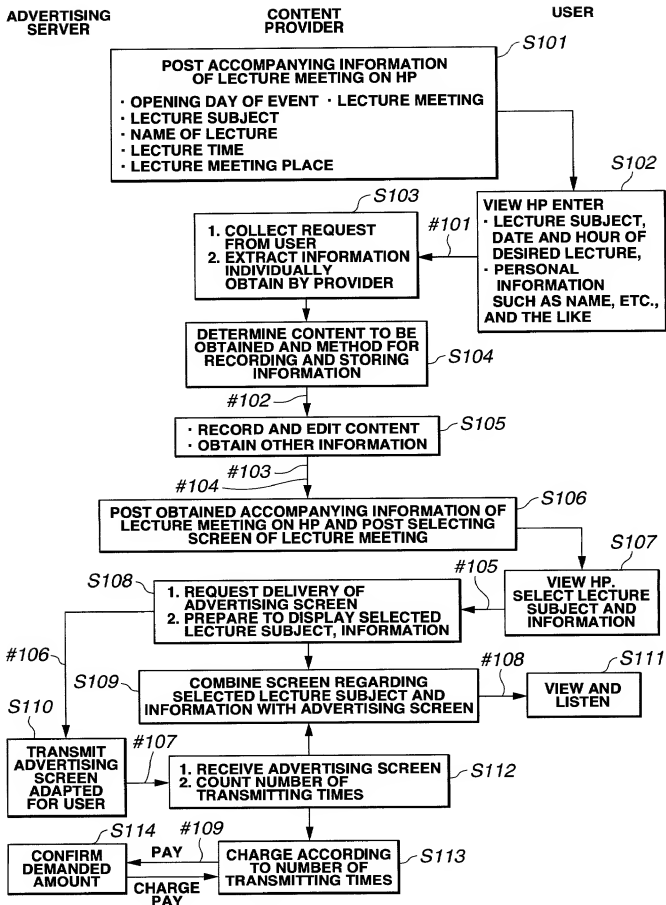 ADVERTISING
SERVER
CONTENT
PROVIDER
USER
S101
POST ACCOMPANYING INFORMATION
OF LECTURE MEETING ON HP
· OPENING DAY OF EVENT · LECTURE MEETING
· LECTURE SUBJECT
· NAME OF LECTURE
· LECTURE TIME
· LECTURE MEETING PLACE
S102
VIEW HP ENTER
· LECTURE SUBJECT,
DATE AND HOUR OF
DESIRED LECTURE,
· PERSONAL
INFORMATION
SUCH AS NAME, ETC.,
AND THE LIKE
#101
S103
1. COLLECT REQUEST
FROM USER
2. EXTRACT INFORMATION
INDIVIDUALLY
OBTAIN BY PROVIDER
DETERMINE CONTENT TO BE
OBTAINED AND METHOD FOR
RECORDING AND STORING
INFORMATION
S104
#102
· RECORD AND EDIT CONTENT
· OBTAIN OTHER INFORMATION
S105
#103
#104
POST OBTAINED ACCOMPANYING INFORMATION OF
LECTURE MEETING ON HP AND POST SELECTING
SCREEN OF LECTURE MEETING
S106
S107
VIEW HP.
SELECT LECTURE
SUBJECT AND
INFORMATION
#105
S108
1. REQUEST DELIVERY OF
ADVERTISING SCREEN
2. PREPARE TO DISPLAY SELECTED
LECTURE SUBJECT, INFORMATION
#106
S109
COMBINE SCREEN REGARDING
SELECTED LECTURE SUBJECT AND
INFORMATION WITH ADVERTISING SCREEN
#108
S111
VIEW AND
LISTEN
S110
TRANSMIT
ADVERTISING
SCREEN
ADAPTED
FOR USER
#107
1. RECEIVE ADVERTISING SCREEN
2. COUNT NUMBER OF
TRANSMITTING TIMES
S112
S114
CONFIRM
DEMANDED
AMOUNT
PAY
#109
CHARGE
PAY
CHARGE ACCORDING
TO NUMBER OF
TRANSMITTING TIMES
S113